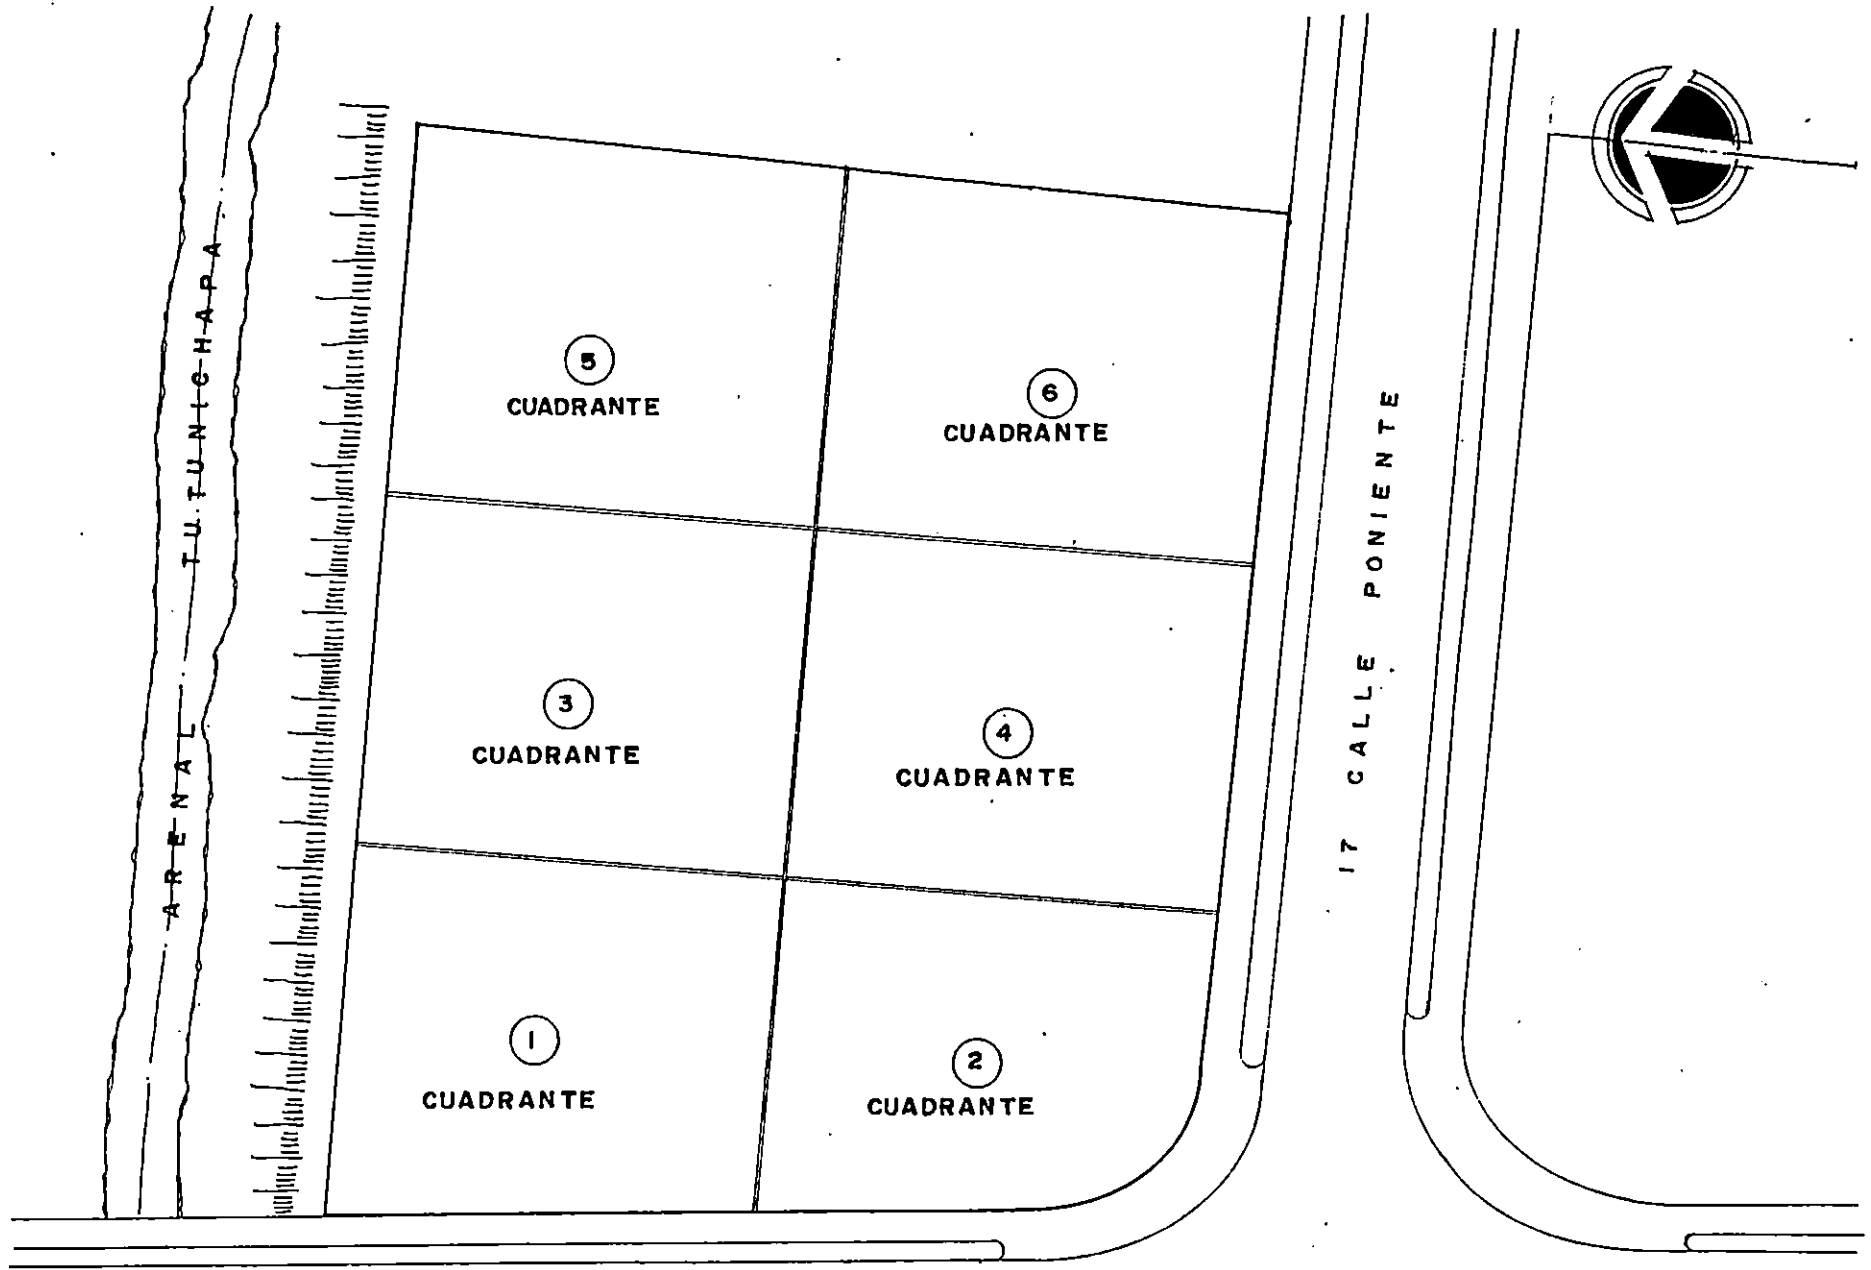 ARENAL TUTUNICHAPA
5
CUADRANTE
6
CUADRANTE
3
CUADRANTE
4
CUADRANTE
1
CUADRANTE
2
CUADRANTE
17 CALLE PONIENTE